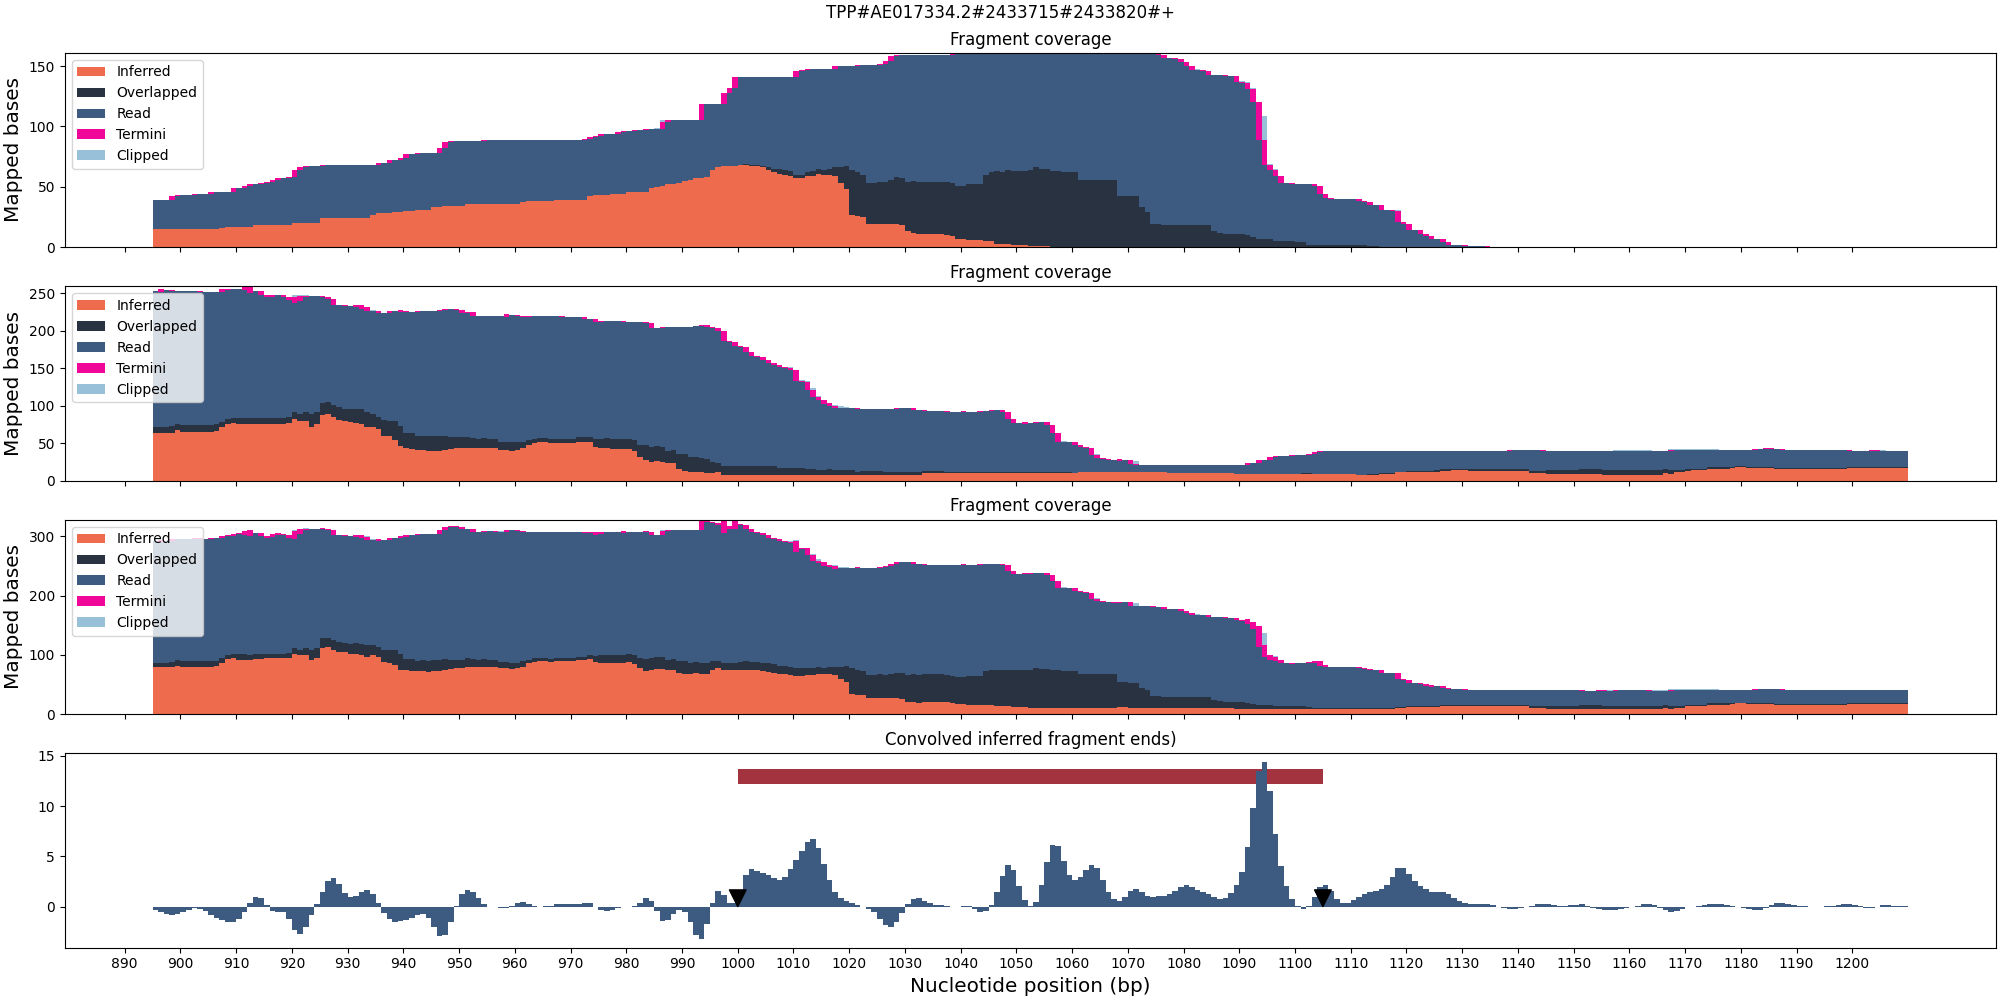 TPP#AE017334.2#2433715#2433820#+
Fragment coverage
Mapped bases
150
100
50
0
Inferred
Overlapped
Read
Termini
Clipped
Fragment coverage
Mapped bases
250
200
150
100
50
0
Inferred
Overlapped
Read
Termini
Clipped
Fragment coverage
Mapped bases
300
200
100
0
Inferred
Overlapped
Read
Termini
Clipped
Convolved inferred fragment ends)
15
10
5
0
890 900 910 920 930 940 950 960 970 980 990 1000 1010 1020 1030 1040 1050 1060 1070 1080 1090 1100 1110 1120 1130 1140 1150 1160 1170 1180 1190 1200
Nucleotide position (bp)